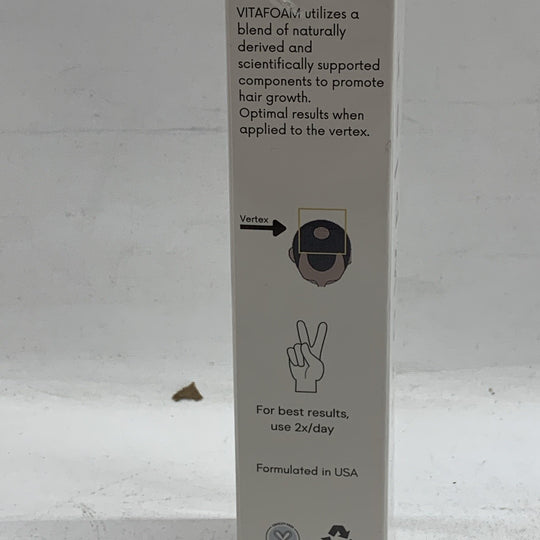 VITAFOAM utilizes a
blend of naturally
derived and
scientifically supported
components to promote
hair growth.
Optimal results when
applied to the vertex.
Vertex
For best results,
use 2x/day
Formulated in USA